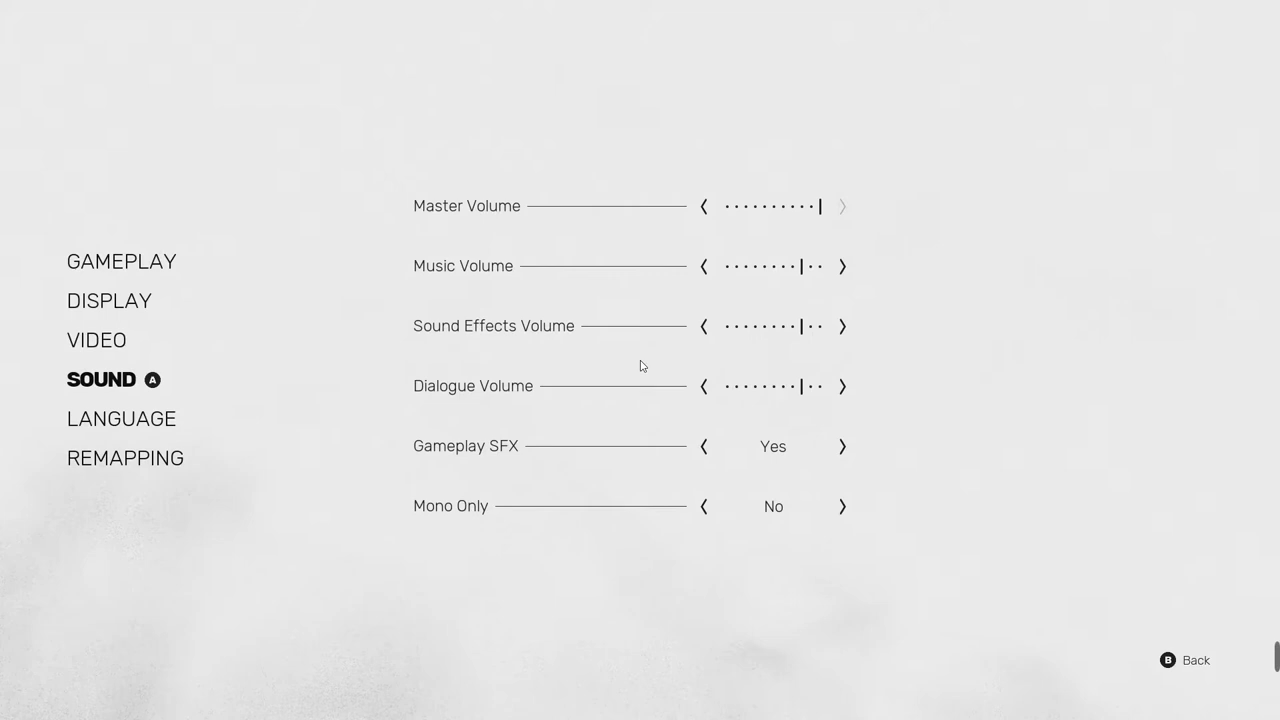 GAMEPLAY
DISPLAY
VIDEO
SOUND A
LANGUAGE
REMAPPING
Master Volume
Music Volume
Sound Effects Volume
Dialogue Volume
Gameplay SFX Yes
Mono Only No
B Back